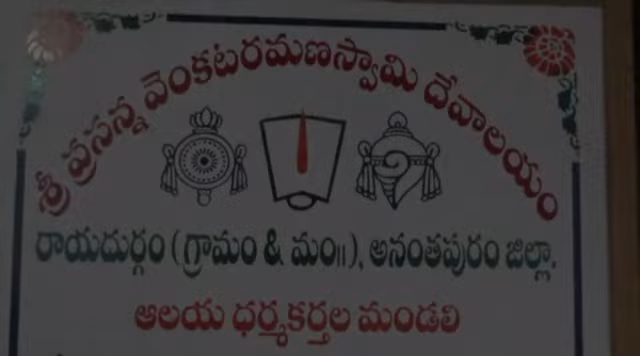 శ్రీ ప్రసన్న వెంకటరమణస్వామి దేవాలయం
రాయదుర్గం (గ్రామం & మం॥), అనంతపురం జిల్లా.
ఆలయ ధర్మకర్తల మండలి